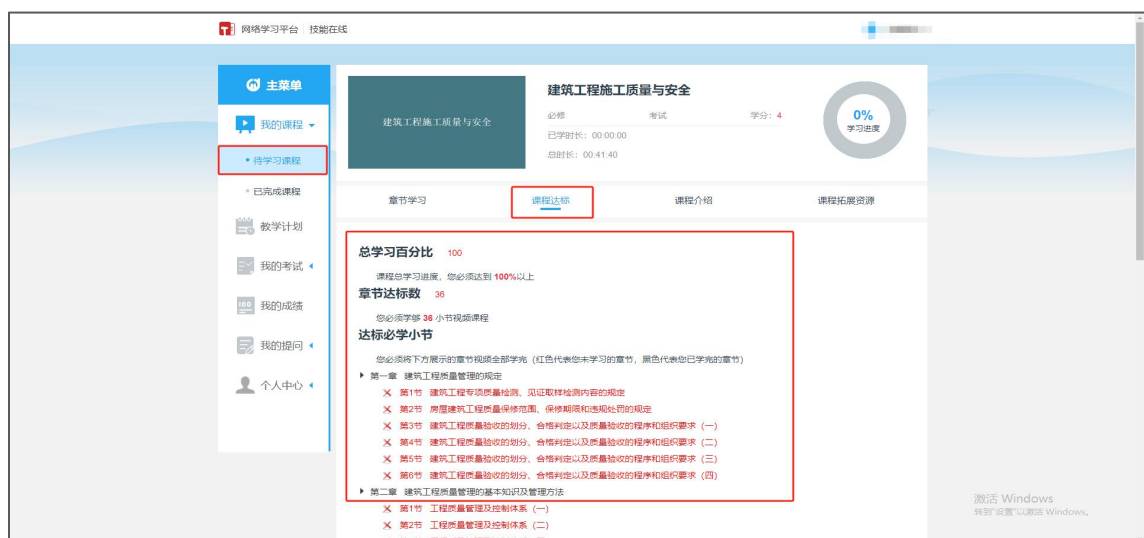 网络学习平台 技能在线
主菜单
我的课程
待学习课程
已完成课程
教学计划
我的考试
我的成绩
我的提问
个人中心
建筑工程施工质量与安全
建筑工程施工质量与安全
必修 考试 学分：4
已学时长：00:00:00
总时长：00:41:40
0%
学习进度
章节学习 课程达标 课程介绍 课程拓展资源
总学习百分比 100
课程总学习进度，您必须达到 100%以上
章节达标数 36
您必须学够 36 小节视频课程
达标必学小节
您必须将下方展示的章节视频全部学完（红色代表您未学习的章节，黑色代表您已学完的章节）
第一章 建筑工程质量管理的规定
第1节 建筑工程专项质量检测、见证取样检测内容的规定
第2节 房屋建筑工程质量保修范围、保修期限和违规处罚的规定
第3节 建筑工程质量验收的划分、合格判定以及质量验收的程序和组织要求（一）
第4节 建筑工程质量验收的划分、合格判定以及质量验收的程序和组织要求（二）
第5节 建筑工程质量验收的划分、合格判定以及质量验收的程序和组织要求（三）
第6节 建筑工程质量验收的划分、合格判定以及质量验收的程序和组织要求（四）
第二章 建筑工程质量管理的基本知识及管理方法
第1节 工程质量管理及控制体系（一）
第2节 工程质量管理及控制体系（二）
激活 Windows
转到"设置"以激活 Windows。